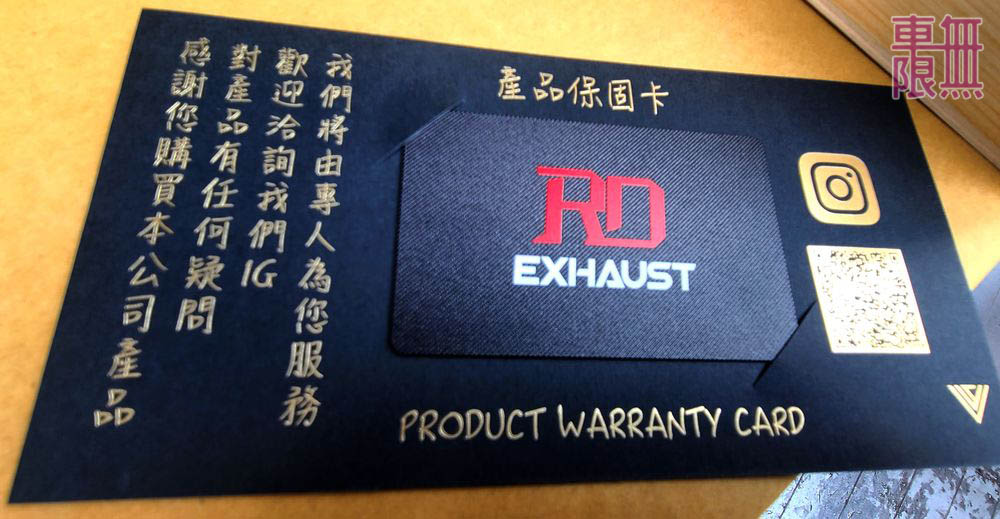 感謝您購買本公司產品
對產品有任何疑問
歡迎洽詢我們IG
我們將由專人為您服務
產品保固卡
RD
EXHAUST
PRODUCT WARRANTY CARD
車無
限